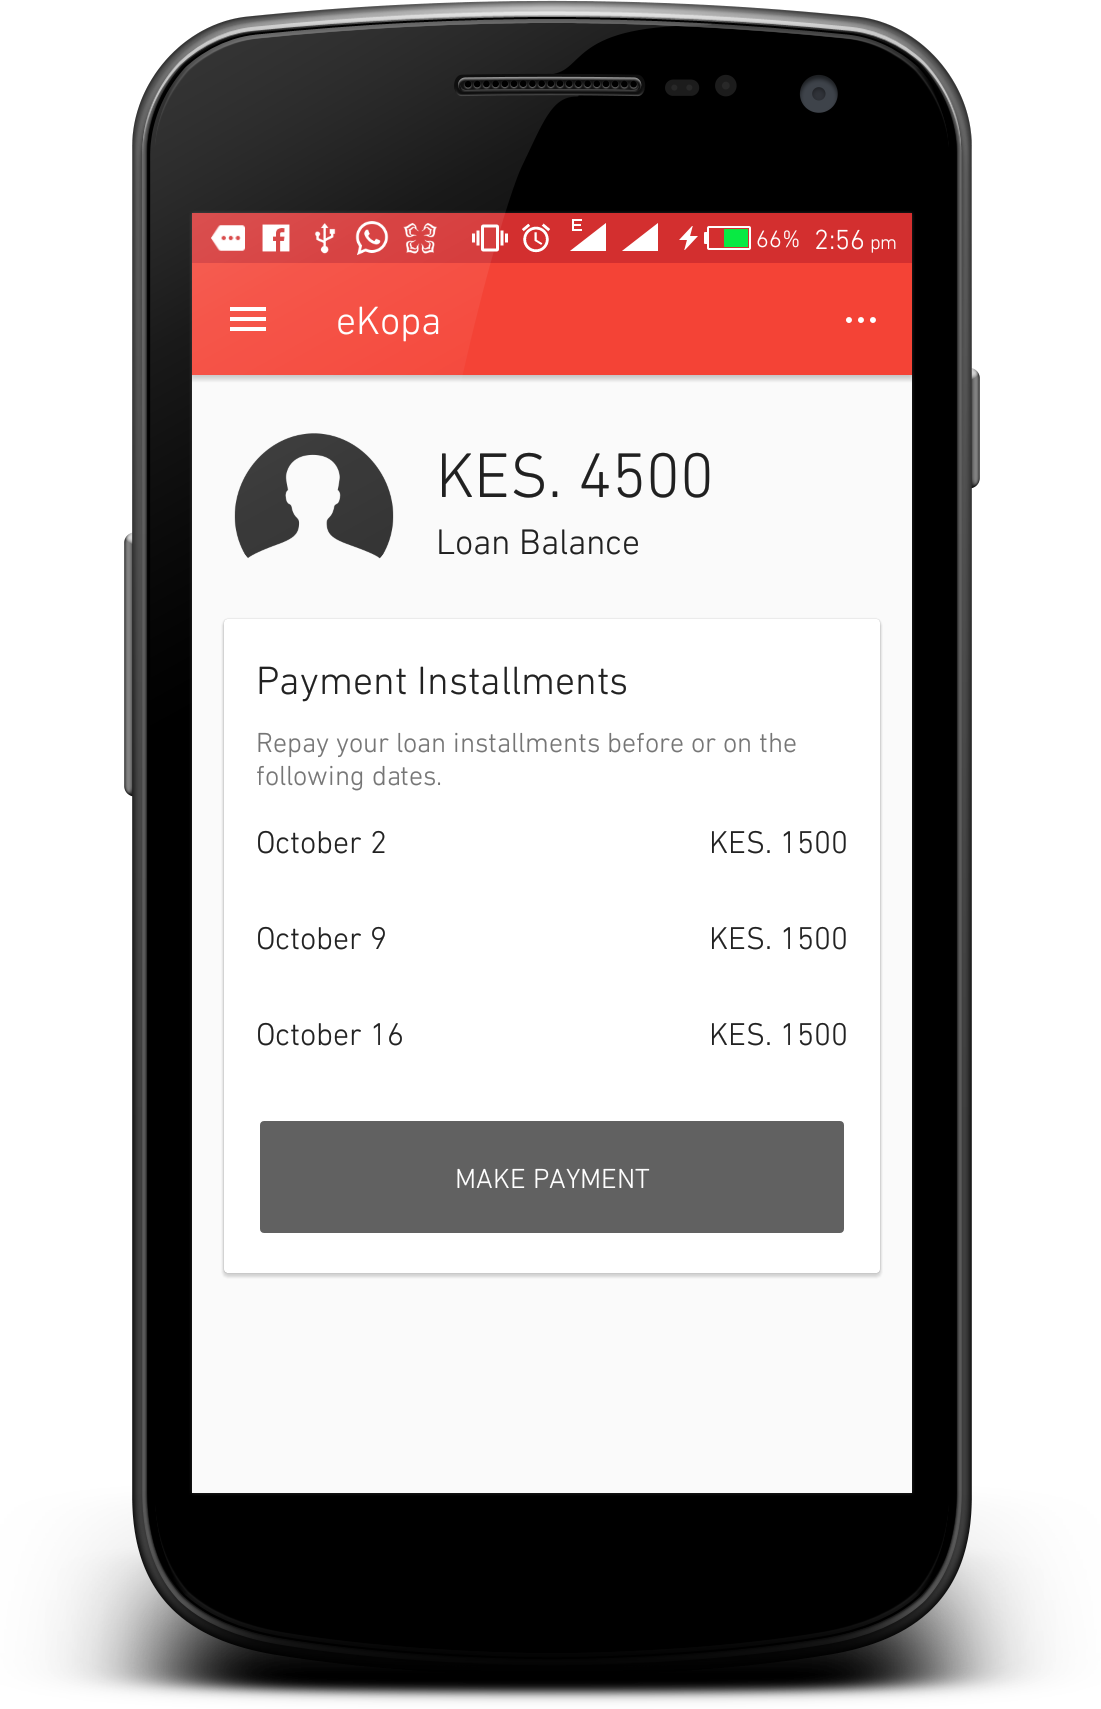 E 66% 2:56 pm
eKopa
KES. 4500
Loan Balance
Payment Installments
Repay your loan installments before or on the
following dates.
October 2 KES. 1500
October 9 KES. 1500
October 16 KES. 1500
MAKE PAYMENT